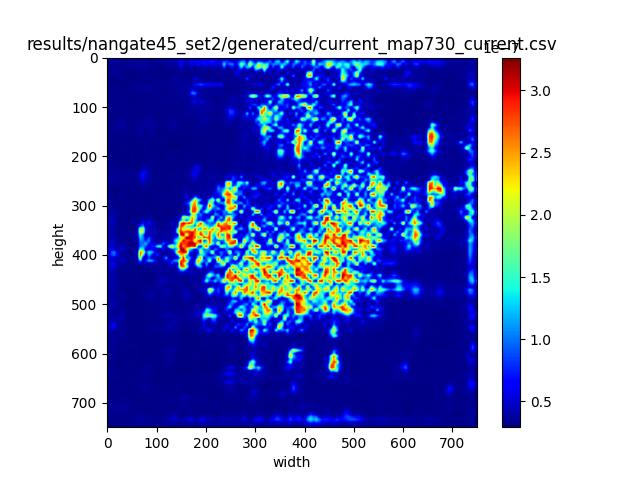 results/nangate45_set2/generated/current_map730_current.csv
1e−7
0
100
200
300
400
500
600
700
height
0 100 200 300 400 500 600 700
width
3.0
2.5
2.0
1.5
1.0
0.5